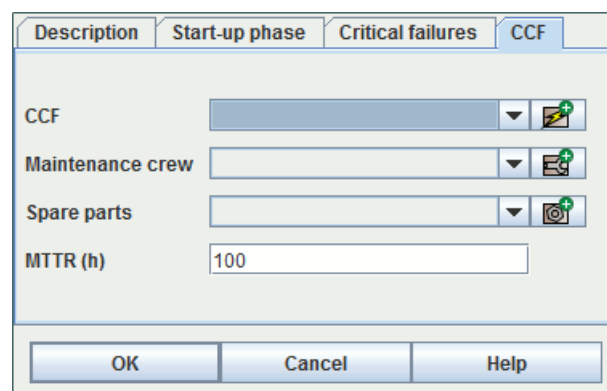 Description Start-up phase Critical failures CCF
CCF
Maintenance crew
Spare parts
MTTR (h) 100
OK Cancel Help